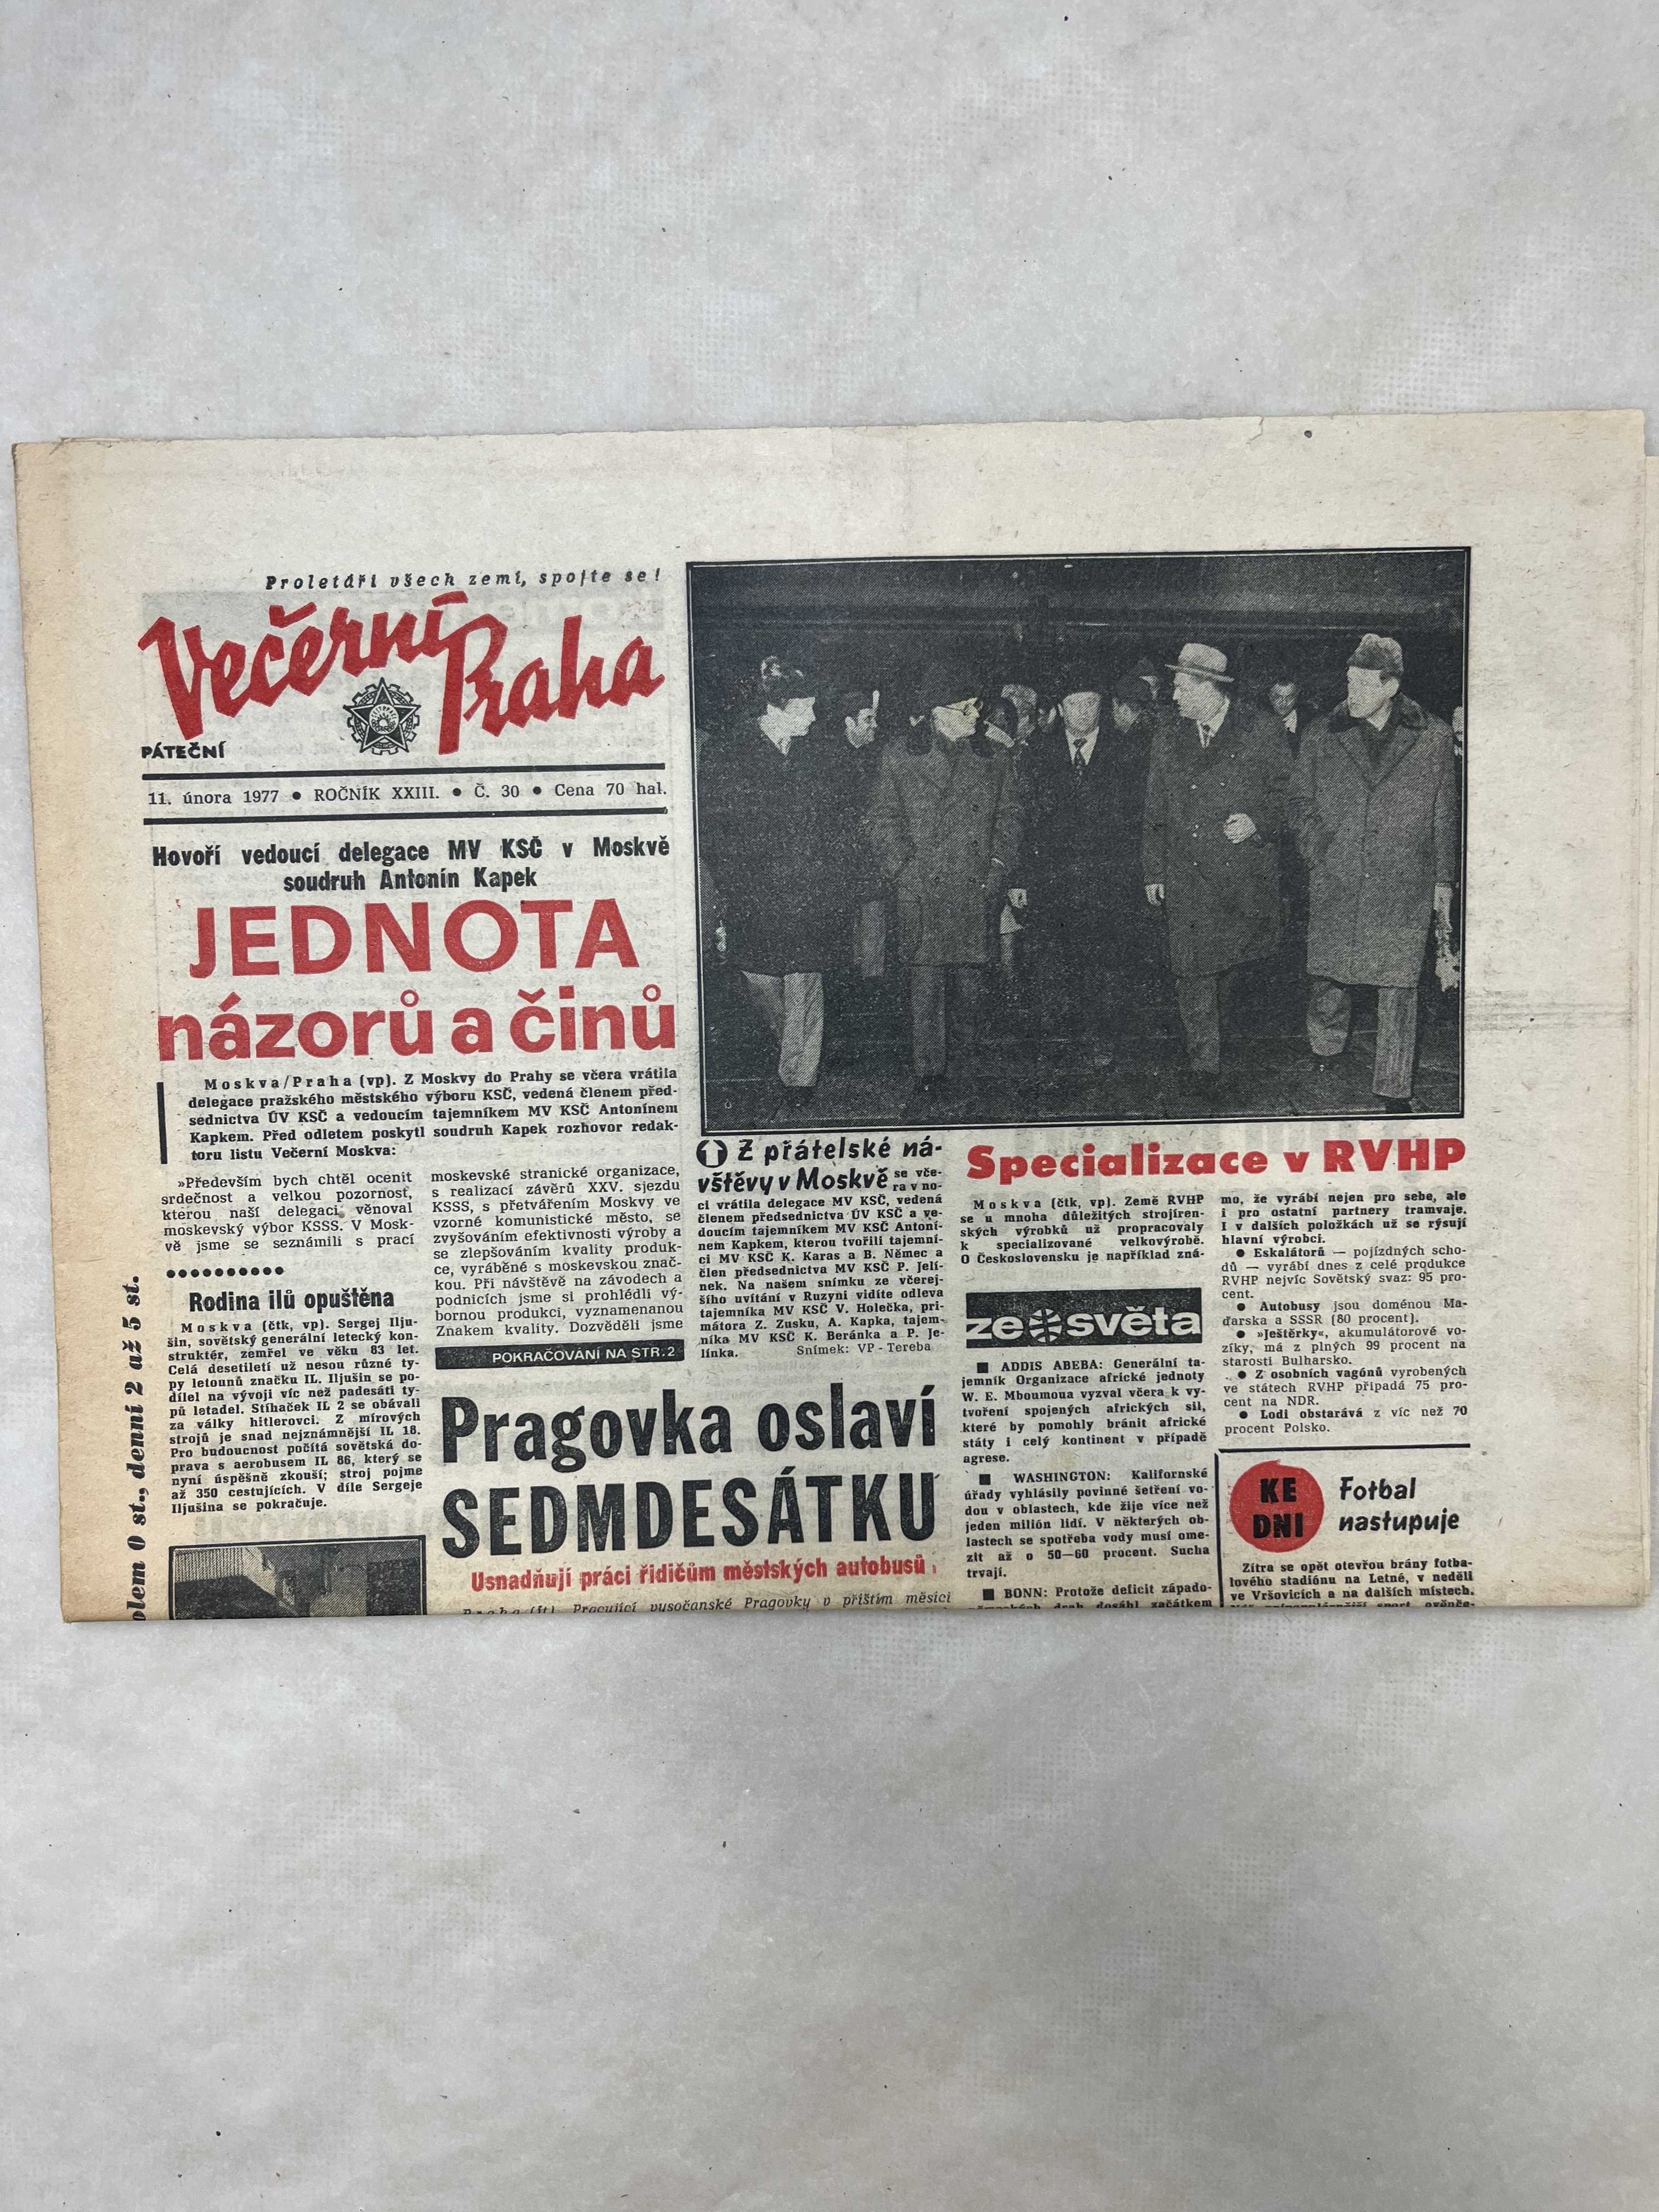 Proletáři všech zemí, spojte se!
Večerní Praha
PÁTEČNÍ
11. února 1977 • ROČNÍK XXIII. • Č. 30 • Cena 70 hal.
Hovoří vedoucí delegace MV KSČ v Moskvě
soudruh Antonín Kapek
JEDNOTA
názorů a činů
Moskva/Praha (vp). Z Moskvy do Prahy se včera vrátila
delegace pražského městského výboru KSČ, vedená členem před-
sednictva ÚV KSČ a vedoucím tajemníkem MV KSČ Antonínem
Kapkem. Před odletem poskytl soudruh Kapek rozhovor redak-
toru listu Večerní Moskva:
»Především bych chtěl ocenit
srdečnost a velkou pozornost,
kterou naší delegaci věnoval
moskevský výbor KSSS. V Mosk-
vě jsme se seznámili s prací
moskevské stranické organizace,
s realizací závěrů XXV. sjezdu
KSSS, s přetvářením Moskvy ve
vzorné komunistické město, se
zvyšováním efektivnosti výroby a
se zlepšováním kvality produk-
ce, vyráběné s moskevskou znač-
kou. Při návštěvě na závodech a
podnicích jsme si prohlédli vý-
bornou produkci, vyznamenanou
Znakem kvality. Dozvěděli jsme
POKRAČOVÁNÍ NA STR. 2
Rodina ilů opuštěna
Moskva (čtk, vp). Sergej Ilju-
šin, sovětský generální letecký kon-
struktér, zemřel ve věku 83 let.
Celá desetiletí už nesou různé ty-
py letounů značku IL. Iljušin se po-
dílel na vývoji víc než padesáti ty-
pů letadel. Stíhaček IL 2 se obávali
za války hitlerovci. Z mírových
strojů je snad nejznámnější IL 18.
Pro budoucnost počítá sovětská do-
prava s aerobusem IL 86, který se
nyní úspěšně zkouší; stroj pojme
až 350 cestujících. V díle Sergeje
Iljušina se pokračuje.
olem 0 st., denní 2 až 5 st.
Z přátelské ná-
vštěvy v Moskvě se vče-
ra v no-
ci vrátila delegace MV KSČ, vedená
členem předsednictva ÚV KSČ a ve-
doucím tajemníkem MV KSČ Antoní-
nem Kapkem, kterou tvořili tajemní-
ci MV KSČ K. Karas a B. Němec a
člen předsednictva MV KSČ P. Jelí-
nek. Na našem snímku ze včerej-
šího uvítání v Ruzyni vidíte odleva
tajemníka MV KSČ V. Holečka, pri-
mátora Z. Zusku, A. Kapka, tajem-
níka MV KSČ K. Beránka a P. Je-
línka. Snímek: VP - Tereba
Pragovka oslaví
SEDMDESÁTKU
Usnadňují práci řidičům městských autobusů
Praha (jt). Pracující vysočanské Pragovky v příštím měsíci
Specializace v RVHP
Moskva (čtk, vp). Země RVHP
se u mnoha důležitých strojíren-
ských výrobků už propracovaly
k specializované velkovýrobě.
O Československu je například zná-
mo, že vyrábí nejen pro sebe, ale
i pro ostatní partnery tramvaje.
I v dalších položkách už se rýsují
hlavní výrobci.
• Eskalátorů — pojízdných scho-
dů — vyrábí dnes z celé produkce
RVHP nejvíc Sovětský svaz: 95 pro-
cent.
• Autobusy jsou doménou Ma-
ďarska a SSSR (80 procent).
• »Ještěrky«, akumulátorové vo-
zíky, má z plných 99 procent na
starosti Bulharsko.
• Z osobních vagónů vyrobených
ve státech RVHP připadá 75 pro-
cent na NDR.
• Lodi obstarává z víc než 70
procent Polsko.
ze světa
■ ADDIS ABEBA: Generální ta-
jemník Organizace africké jednoty
W. E. Mboumoua vyzval včera k vy-
tvoření spojených afrických sil,
které by pomohly bránit africké
státy i celý kontinent v případě
agrese.
■ WASHINGTON: Kalifornské
úřady vyhlásily povinné šetření vo-
dou v oblastech, kde žije více než
jeden milión lidí. V některých ob-
lastech se spotřeba vody musí ome-
zit až o 50—60 procent. Sucha
trvají.
■ BONN: Protože deficit západo-
německých drah dosáhl začátkem
KE DNI
Fotbal
nastupuje
Zítra se opět otevřou brány fotba-
lového stadiónu na Letné, v neděli
ve Vršovicích a na dalších místech.